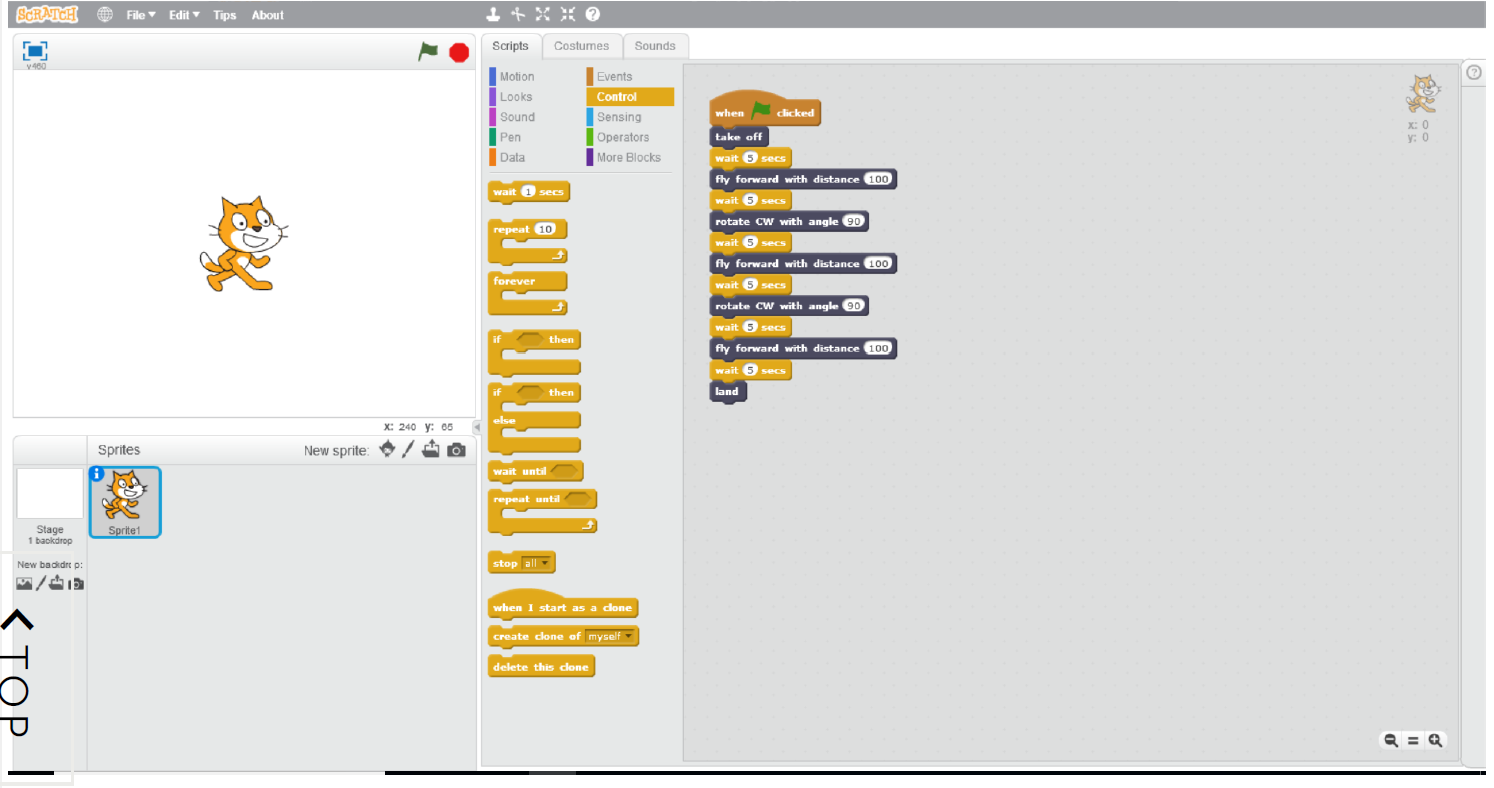 SCRATCH File Edit Tips About
v460
Scripts Costumes Sounds
Motion Events
Looks Control
Sound Sensing
Pen Operators
Data More Blocks
wait 1 secs
repeat 10
forever
if then
if then
else
wait until
repeat until
stop all
when I start as a clone
create clone of myself
delete this clone
when clicked
take off
wait 5 secs
fly forward with distance 100
wait 5 secs
rotate CW with angle 90
wait 5 secs
fly forward with distance 100
wait 5 secs
rotate CW with angle 90
wait 5 secs
fly forward with distance 100
wait 5 secs
land
x: 0
y: 0
X: 240 Y: 65
Sprites New sprite:
Stage
1 backdrop
Sprite1
New backdrop:
TOP